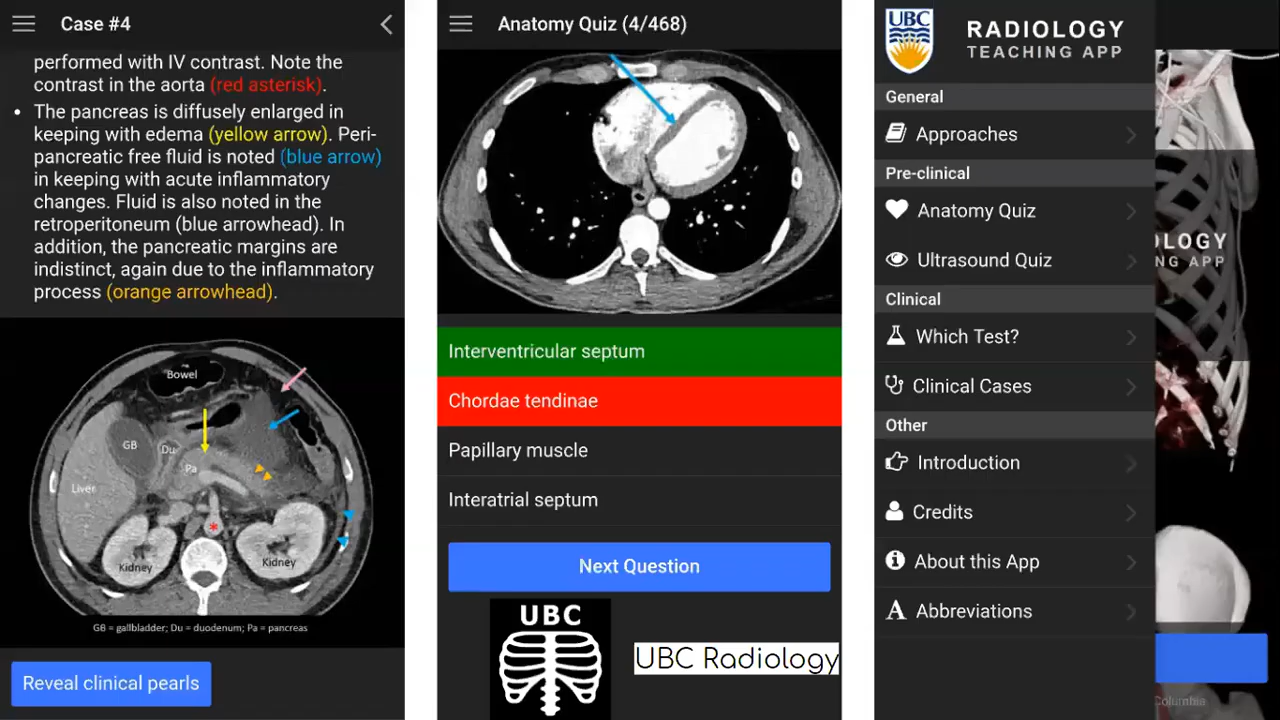 Case #4
performed with IV contrast. Note the
contrast in the aorta (red asterisk).
• The pancreas is diffusely enlarged in
keeping with edema (yellow arrow). Peri-
pancreatic free fluid is noted (blue arrow)
in keeping with acute inflammatory
changes. Fluid is also noted in the
retroperitoneum (blue arrowhead). In
addition, the pancreatic margins are
indistinct, again due to the inflammatory
process (orange arrowhead).
Bowel
GB
Du
Pa
Liver
*
Kidney
Kidney
GB = gallbladder; Du = duodenum; Pa = pancreas
Reveal clinical pearls
Anatomy Quiz (4/468)
Interventricular septum
Chordae tendinae
Papillary muscle
Interatrial septum
Next Question
UBC
UBC Radiology
UBC
RADIOLOGY
TEACHING APP
General
Approaches
Pre-clinical
Anatomy Quiz
Ultrasound Quiz
Clinical
Which Test?
Clinical Cases
Other
Introduction
Credits
About this App
Abbreviations
OLOGY
NG APP
Columbia